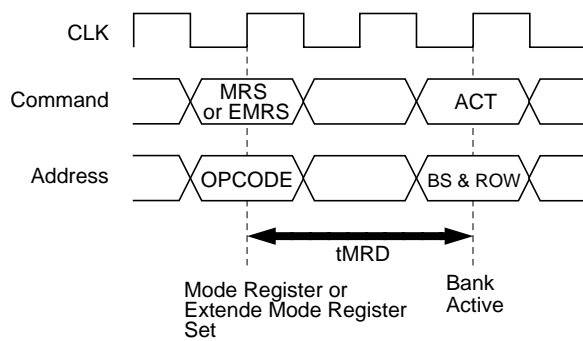 CLK
Command
MRS
or EMRS
ACT
Address
OPCODE
BS & ROW
tMRD
Mode Register or
Extende Mode Register
Set
Bank
Active